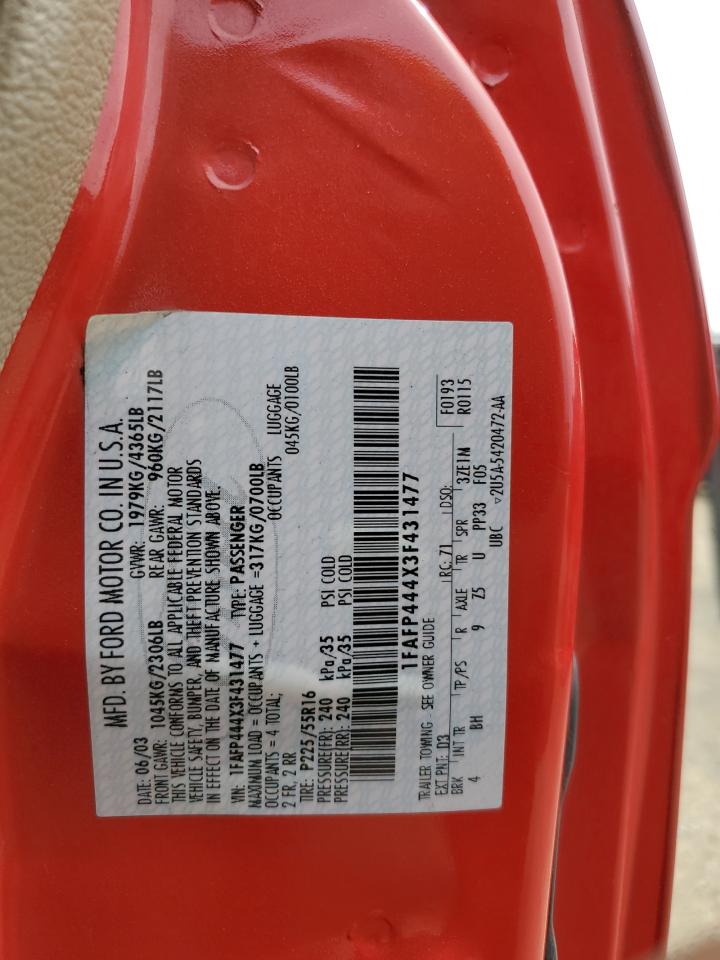 MFD. BY FORD MOTOR CO. IN U.S.A.
DATE: 06/03 GVWR: 1979KG/4365LB
FRONT GAWR: 1045KG/2306LB REAR GAWR: 960KG/2117LB
THIS VEHICLE CONFORMS TO ALL APPLICABLE FEDERAL MOTOR
VEHICLE SAFETY, BUMPER, AND THEFT PREVENTION STANDARDS
IN EFFECT ON THE DATE OF MANUFACTURE SHOWN ABOVE.
VIN: 1FAFP444X3F431477 TYPE: PASSENGER
MAXIMUM LOAD = OCCUPANTS + LUGGAGE =317KG/0700LB
OCCUPANTS = 4 TOTAL; OCCUPANTS LUGGAGE
2 FR, 2 RR 045KG/0100LB
TIRE: P225/55R16
PRESSURE(FR): 240 kPa/35 PSI COLD
PRESSURE(RR): 240 kPa/35 PSI COLD
1FAFP444X3F431477
TRAILER TOWING - SEE OWNER GUIDE
EXT PNT: D3 RC: 71 DSO: F0193
R0115
BRK INT TR TP/PS R AXLE TR SPR 3ZE1M
4 BH 9 Z5 U PP33 F05
UBC ▽2U5A-5420472-AA